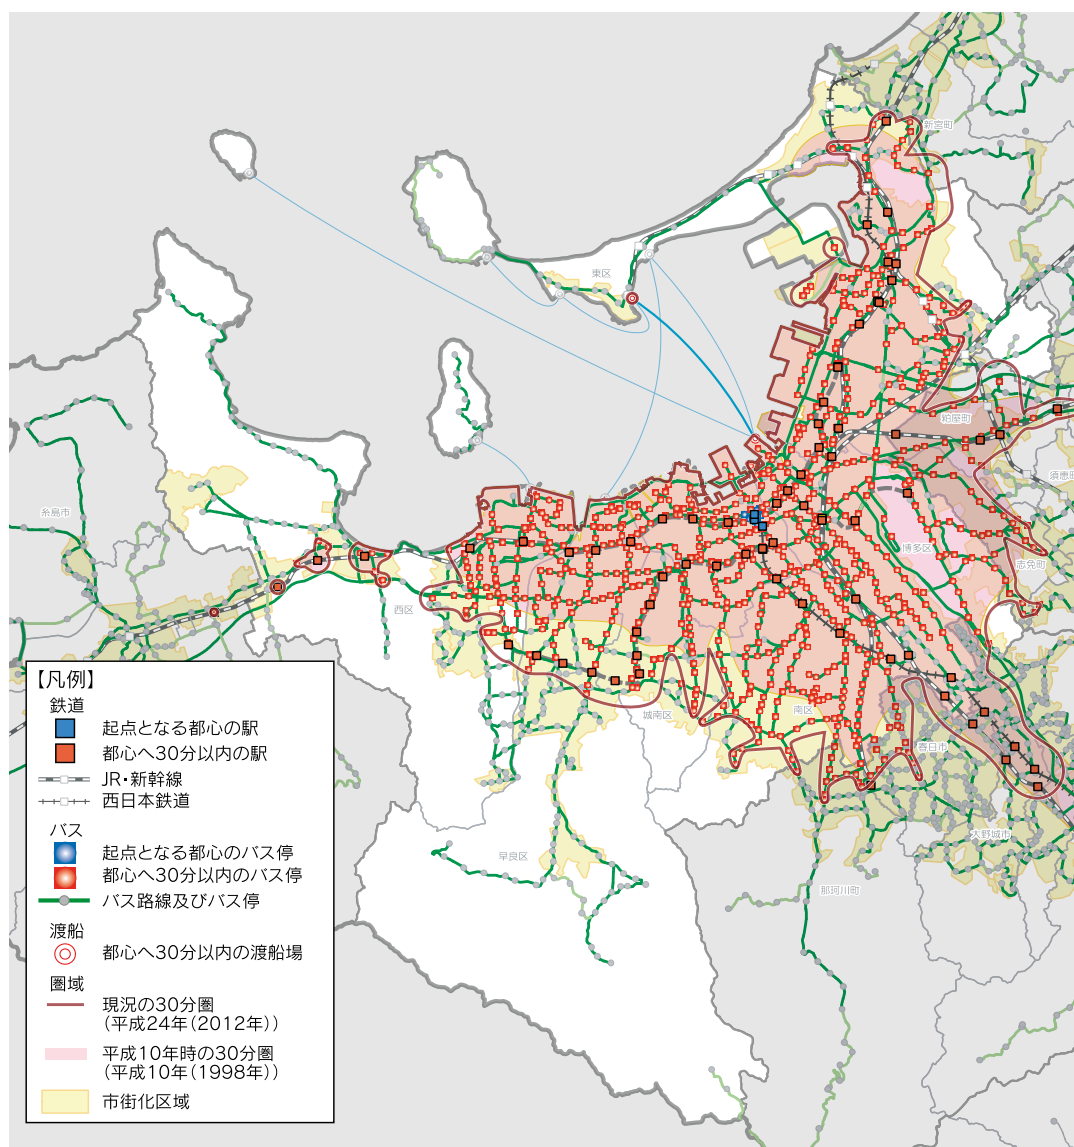 新宮町
東区
粕屋町
須恵町
糸島市
博多区
志免町
西区
城南区
南区
春日市
大野城市
早良区
那珂川町
【凡例】
鉄道
起点となる都心の駅
都心へ30分以内の駅
JR・新幹線
西日本鉄道
バス
起点となる都心のバス停
都心へ30分以内のバス停
バス路線及びバス停
渡船
都心へ30分以内の渡船場
圏域
現況の30分圏
（平成24年（2012年））
平成10年時の30分圏
（平成10年（1998年））
市街化区域